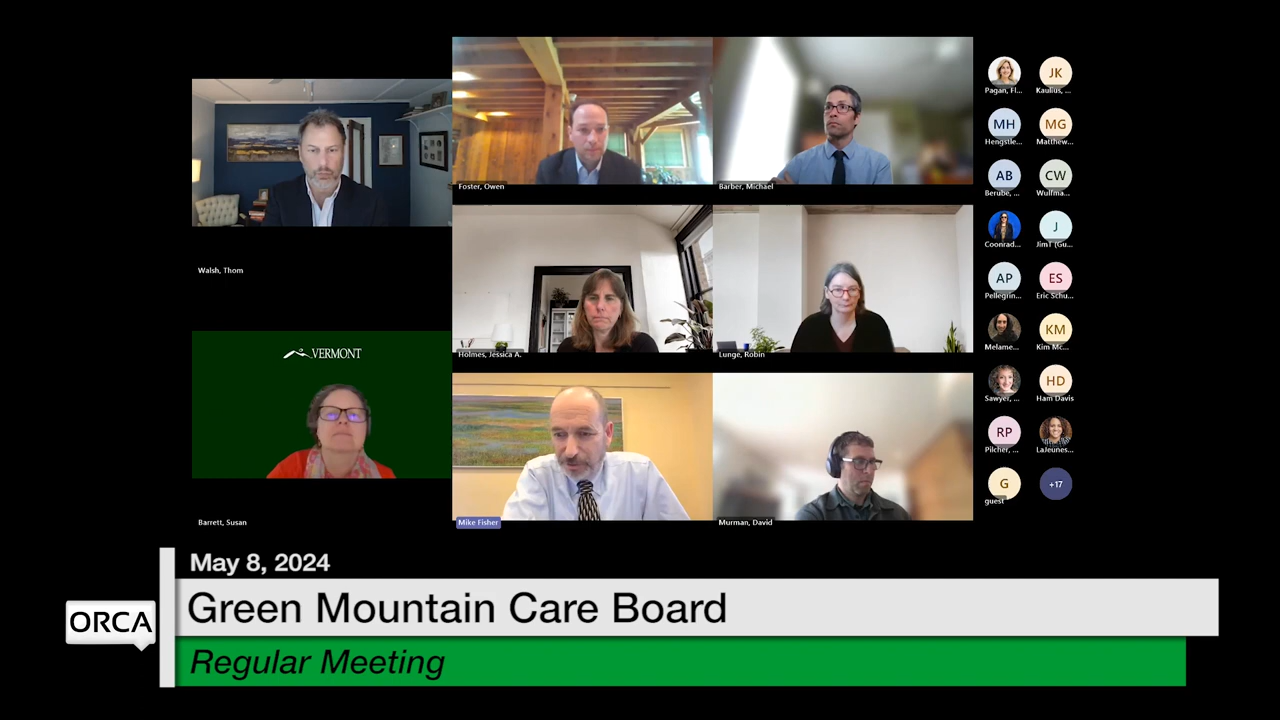 Walsh, Thom
Foster, Owen
Barber, Michael
VERMONT
Barrett, Susan
Holmes, Jessica A.
Lunge, Robin
Mike Fisher
Murman, David
Pagan, Fl...
JK
Kaulius, ...
MH
Hengstle...
MG
Matthew...
AB
Berube, ...
CW
Wulfma...
Coonrad...
J
JimT (Gu...
AP
Pellegrin...
ES
Eric Schu...
Melame...
KM
Kim Mc...
Sawyer, ...
HD
Ham Davis
RP
Pilcher, ...
LaJeunes...
G
guest
+17
May 8, 2024
ORCA
Green Mountain Care Board
Regular Meeting